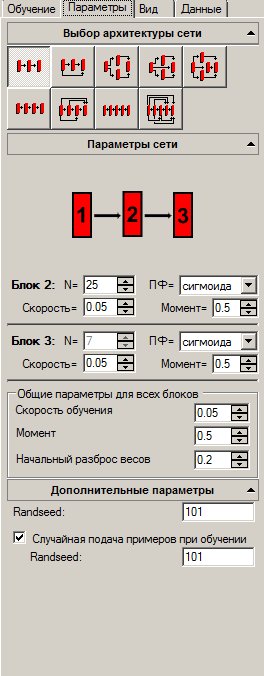 Обучение Параметры Вид Данные
Выбор архитектуры сети
Параметры сети
1 2 3
Блок 2: N= 25 ПФ= сигмоида
Скорость= 0.05 Момент= 0.5
Блок 3: N= 7 ПФ= сигмоида
Скорость= 0.05 Момент= 0.5
Общие параметры для всех блоков
Скорость обучения 0.05
Момент 0.5
Начальный разброс весов 0.2
Дополнительные параметры
Randseed: 101
Случайная подача примеров при обучении
Randseed: 101